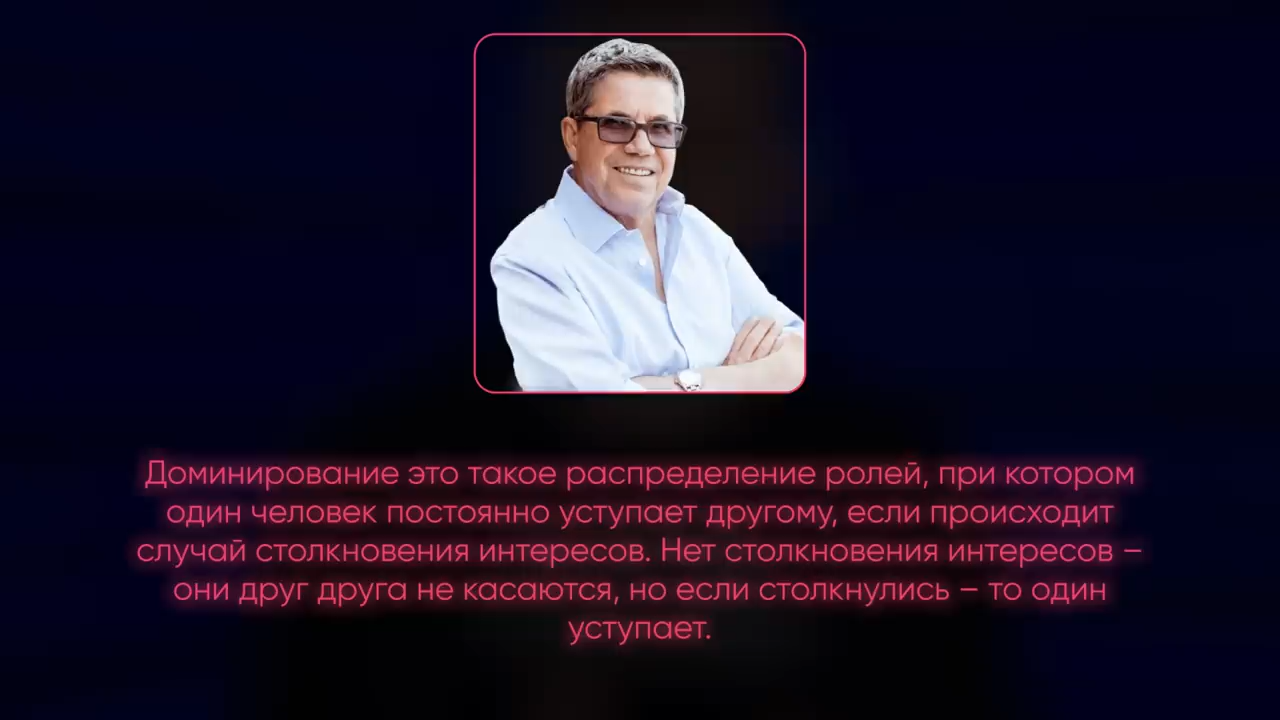 Доминирование это такое распределение ролей, при котором
один человек постоянно уступает другому, если происходит
случай столкновения интересов. Нет столкновения интересов –
они друг друга не касаются, но если столкнулись – то один
уступает.